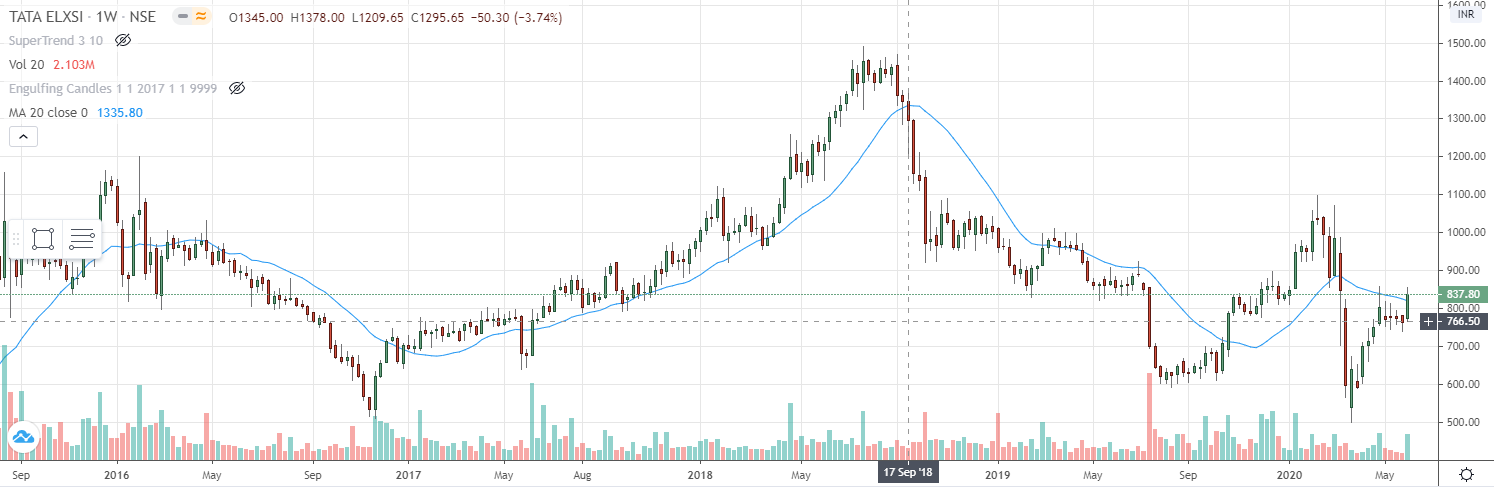 TATA ELXSI · 1W · NSE O1345.00 H1378.00 L1209.65 C1295.65 −50.30 (−3.74%)
SuperTrend 3 10
Vol 20 2.103M
Engulfing Candles 1 1 2017 1 1 9999
MA 20 close 0 1335.80
1600.00
INR
1500.00
1400.00
1300.00
1200.00
1100.00
1000.00
900.00
837.80
800.00
766.50
700.00
600.00
500.00
Sep 2016 May Sep 2017 May Aug 2018 May 17 Sep '18 2019 May Sep 2020 May